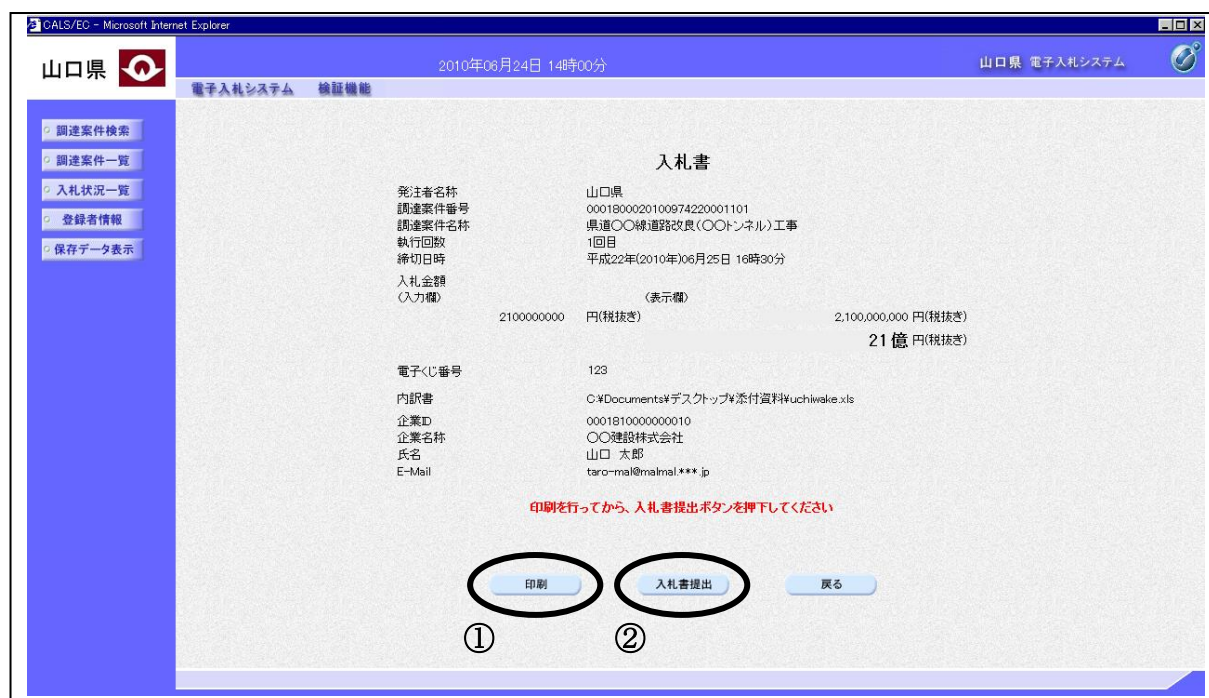 CALS/EC - Microsoft Internet Explorer
山口県
2010年06月24日 14時00分
山口県 電子入札システム
電子入札システム 検証機能
調達案件検索
調達案件一覧
入札状況一覧
登録者情報
保存データ表示
入札書
発注者名称 山口県
調達案件番号 0001800020100974220001101
調達案件名称 県道〇〇線道路改良(〇〇トンネル)工事
執行回数 1回目
締切日時 平成22年(2010年)06月25日 16時30分
入札金額
(入力欄) (表示欄)
2100000000 円(税抜き) 2,100,000,000 円(税抜き)
21億 円(税抜き)
電子くじ番号 123
内訳書 C:¥Documents¥デスクトップ¥添付資料¥uchiwake.xls
企業ID 0001810000000010
企業名称 〇〇建設株式会社
氏名 山口 太郎
E-Mail taro-mal@malmal.***.jp
印刷を行ってから、入札書提出ボタンを押下してください
印刷 入札書提出 戻る
① ②